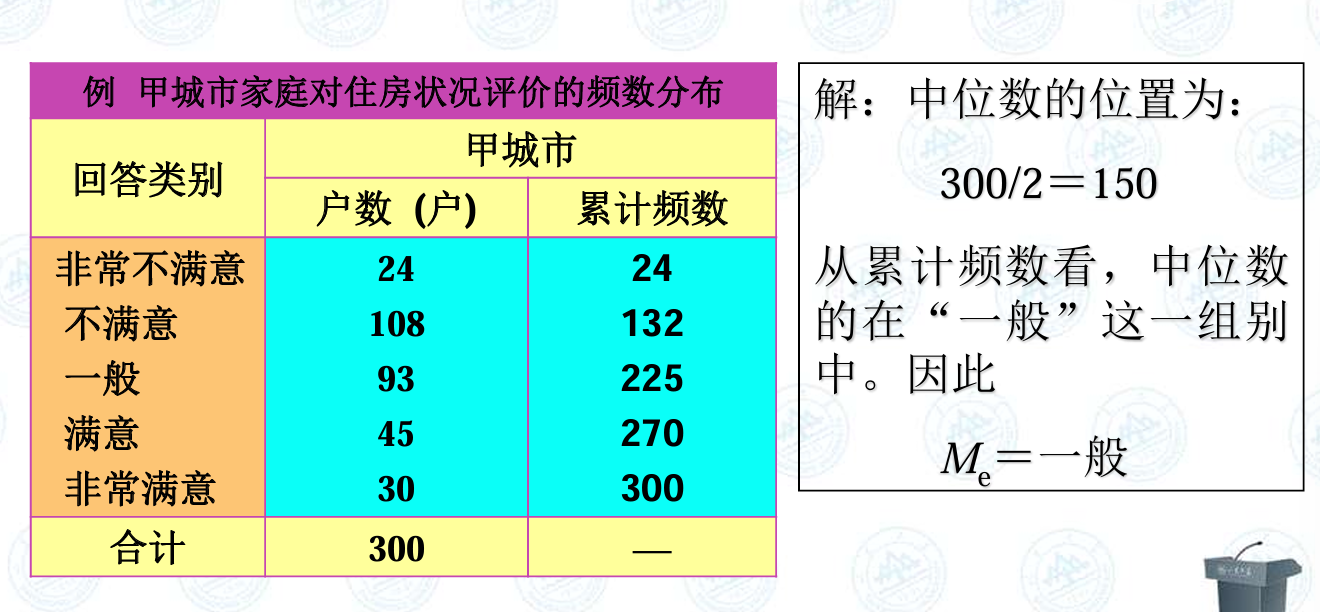 例 甲城市家庭对住房状况评价的频数分布
回答类别
甲城市
户数 (户)
累计频数
非常不满意 24 24
不满意 108 132
一般 93 225
满意 45 270
非常满意 30 300
合计 300 —
解：中位数的位置为：
300/2＝150
从累计频数看，中位数
的在“一般”这一组别
中。因此
Me＝一般